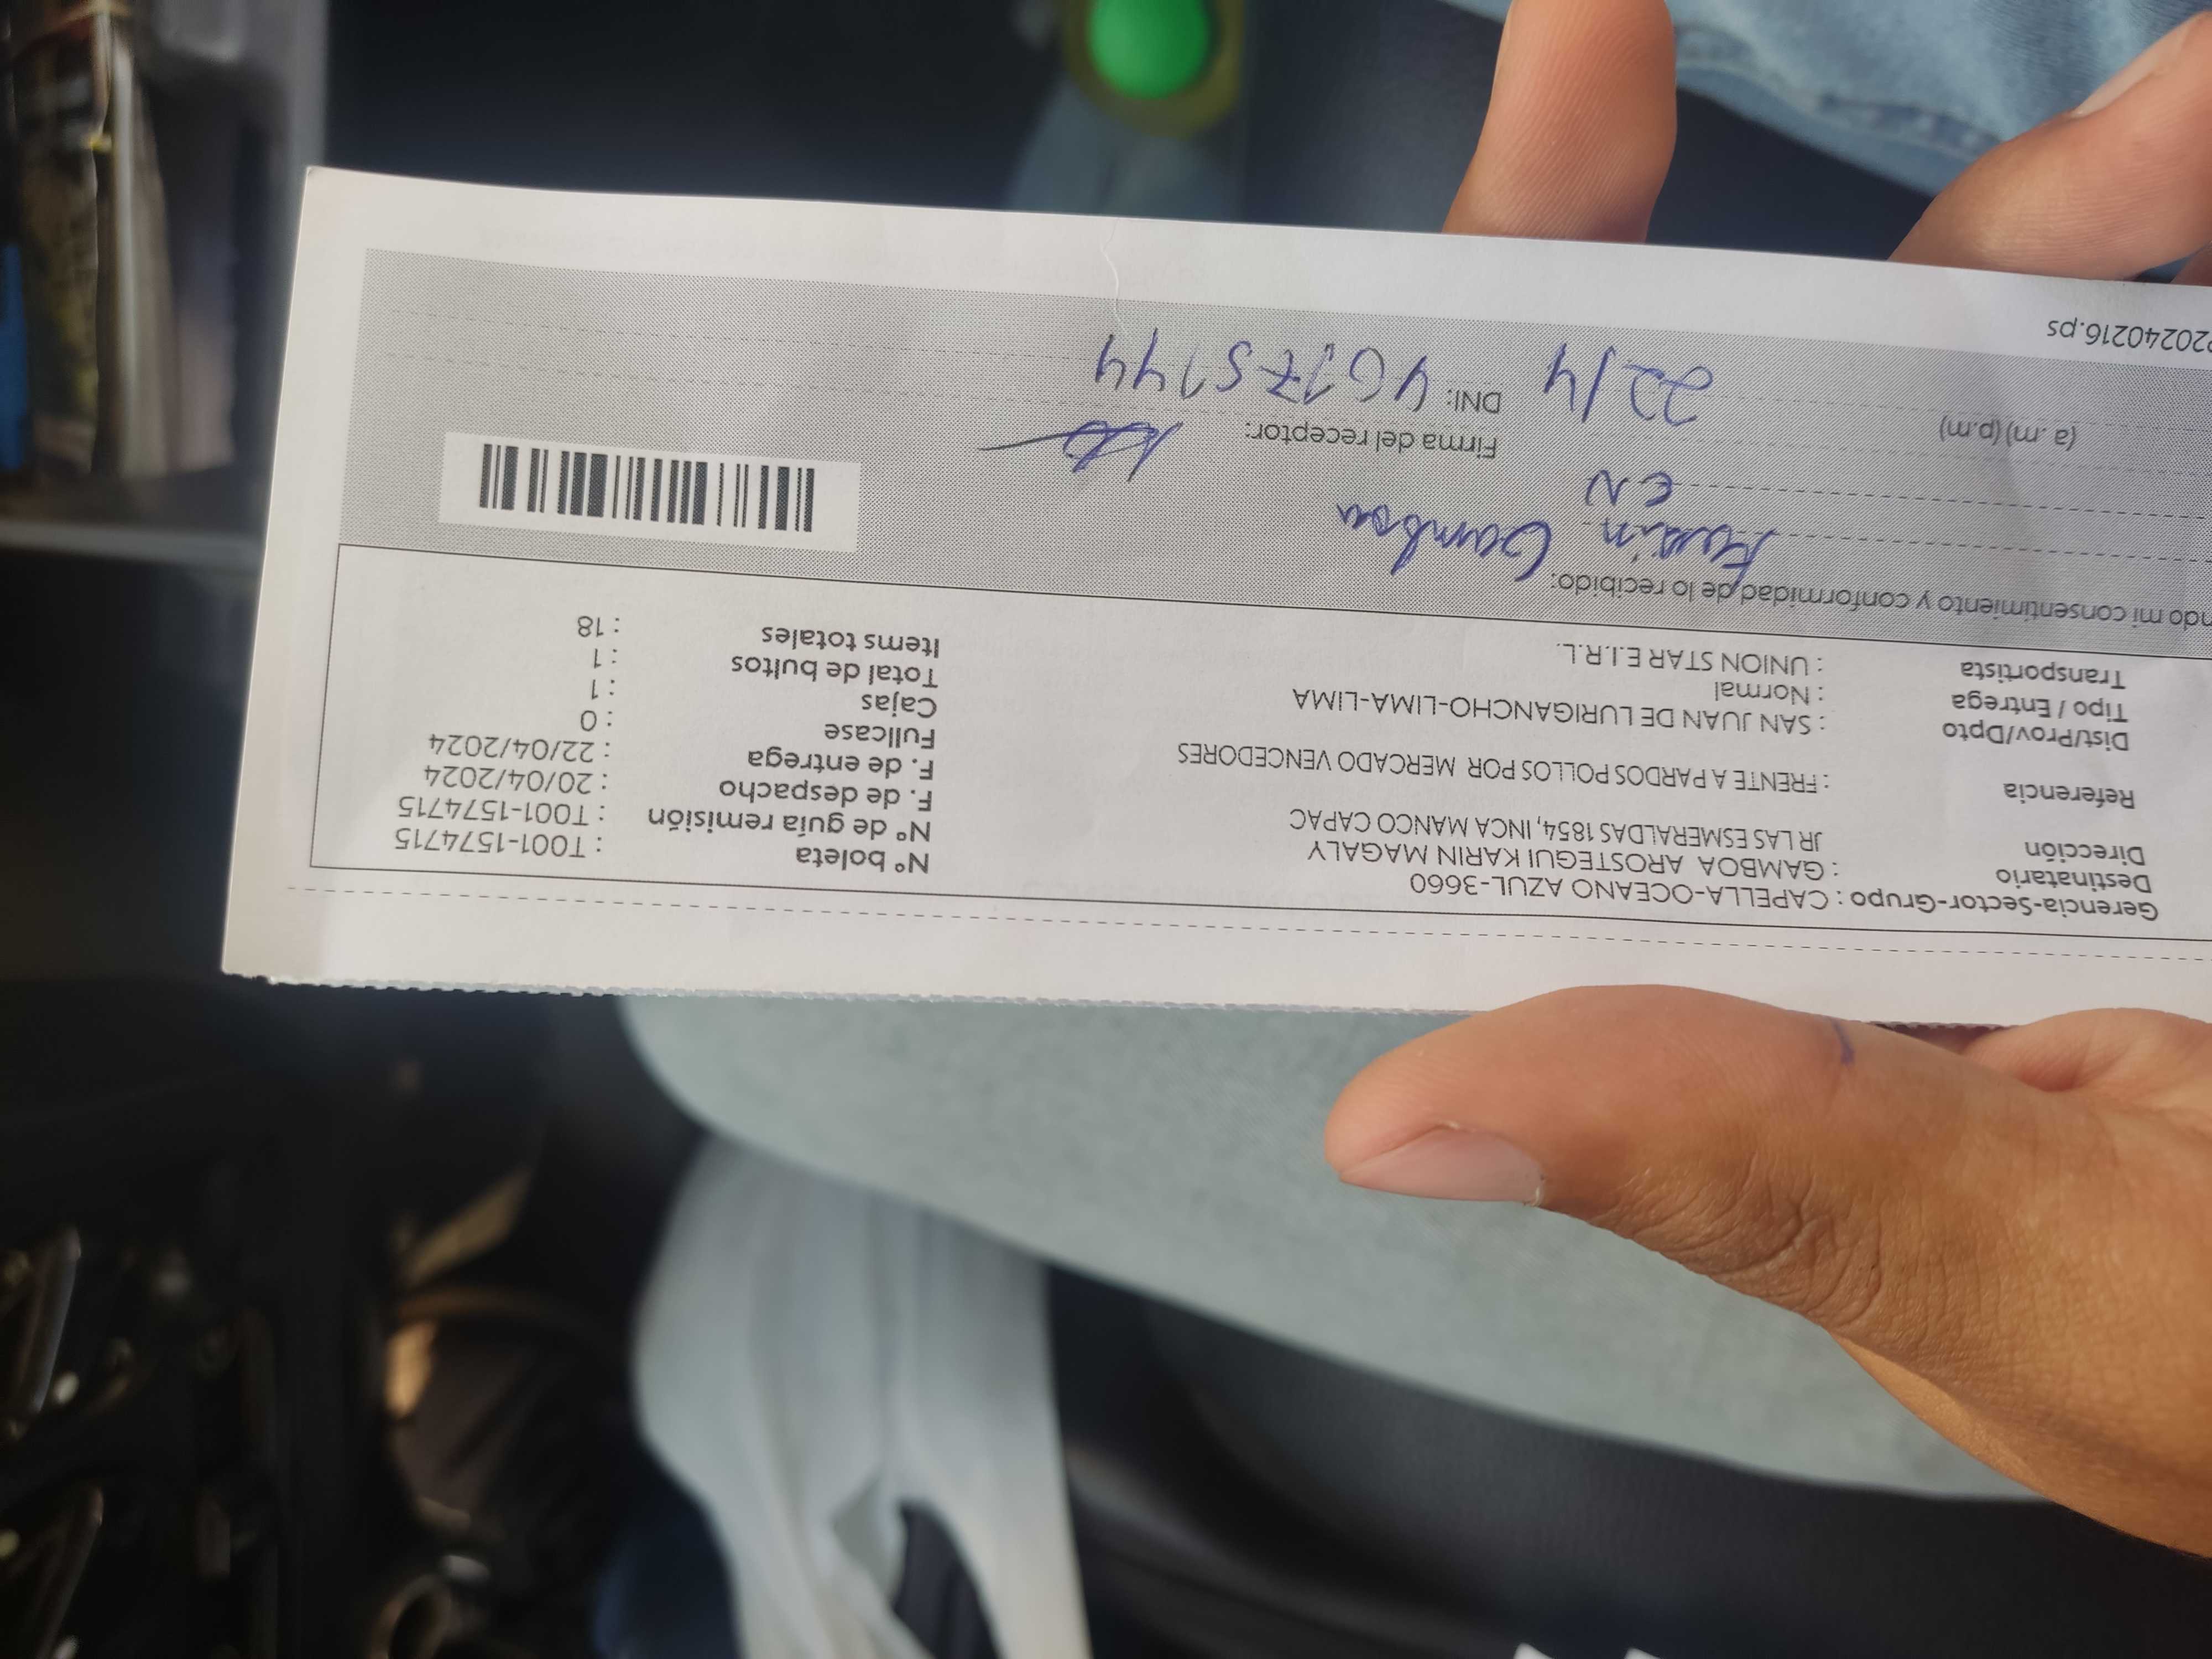 Gerencia-Sector-Grupo : CAPELLA-OCEANO AZUL-3660
Destinatario : GAMBOA AROSTEGUI KARIN MAGALY
Dirección JR LAS ESMERALDAS 1854, INCA MANCO CAPAC
Referencia : FRENTE A PARDOS POLLOS POR MERCADO VENCEDORES
Dist/Prov/Dpto : SAN JUAN DE LURIGANCHO-LIMA-LIMA
Tipo / Entrega : Normal
Transportista : UNION STAR E.I.R.L.
N° boleta : T001-1574715
N° de guía remisión : T001-1574715
F. de despacho : 20/04/2024
F. de entrega : 22/04/2024
Fullcase : 0
Cajas : 1
Total de bultos : 1
Items totales : 18
ndo mi consentimiento y conformidad de lo recibido:
Karin Gamboa
EN
Firma del receptor:
(a.m)(p.m) 22/4 DNI: 46175144
20240216.ps